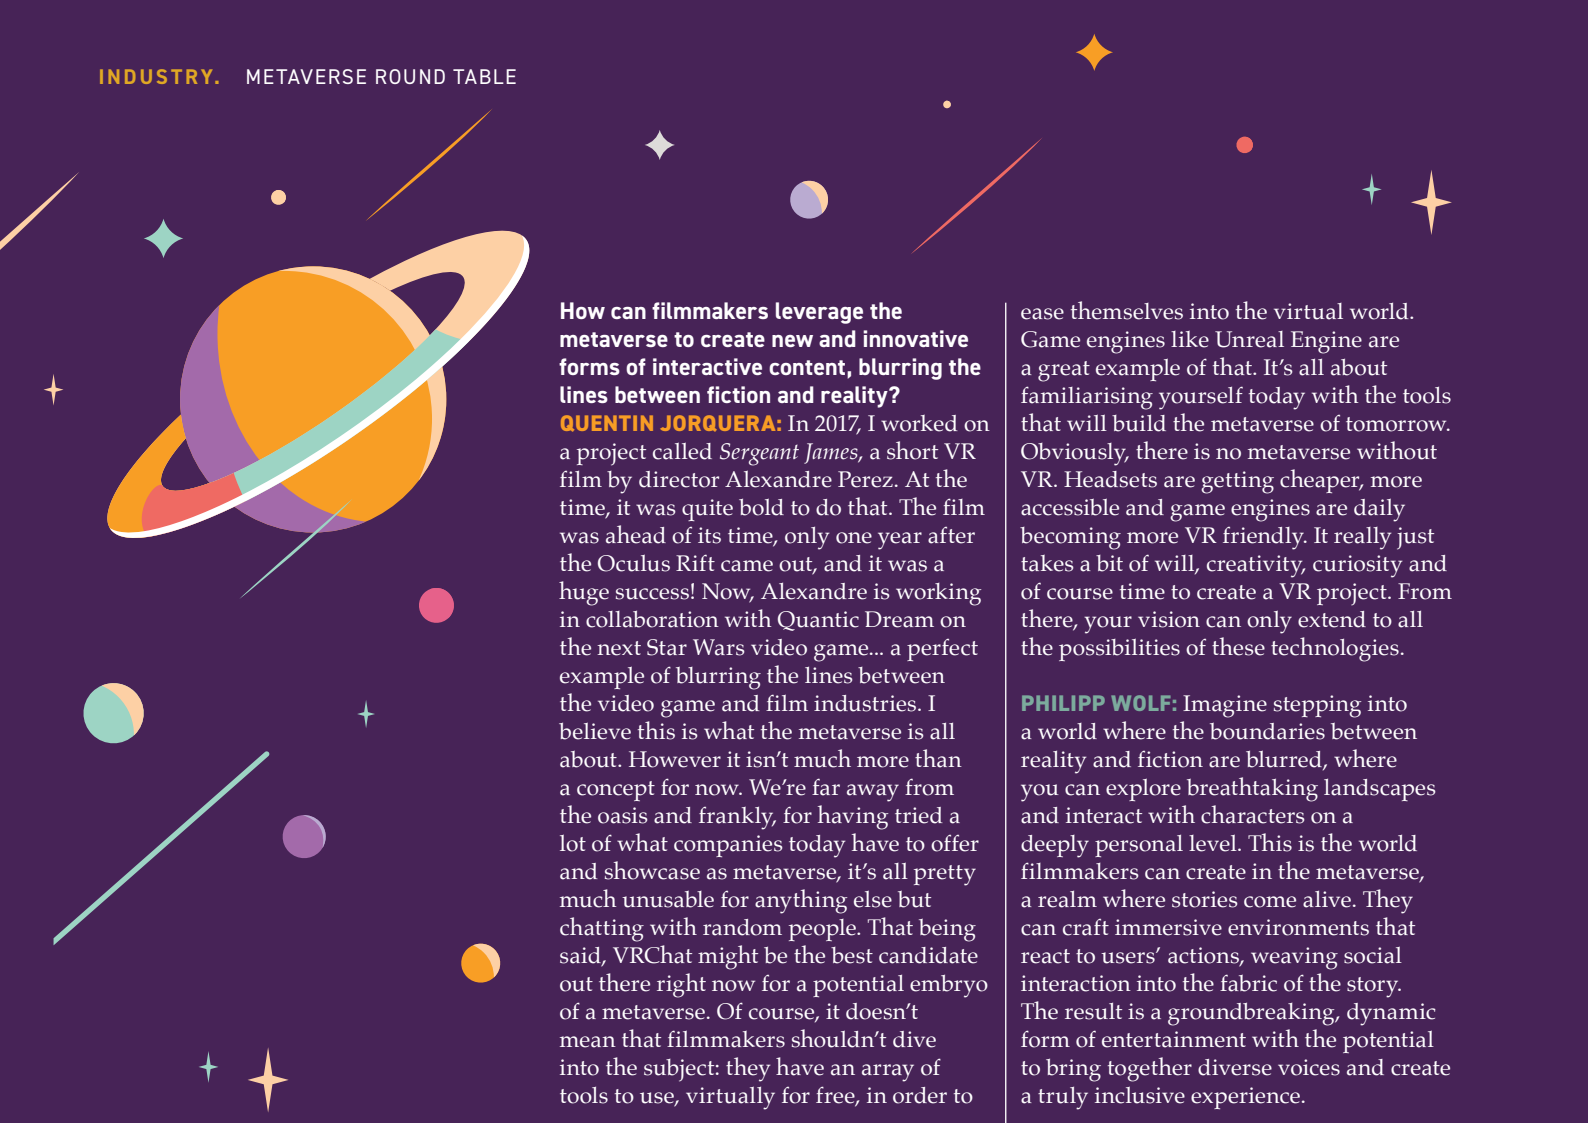 INDUSTRY. METAVERSE ROUND TABLE
How can filmmakers leverage the
metaverse to create new and innovative
forms of interactive content, blurring the
lines between fiction and reality?
QUENTIN JORQUERA: In 2017, I worked on
a project called Sergeant James, a short VR
film by director Alexandre Perez. At the
time, it was quite bold to do that. The film
was ahead of its time, only one year after
the Oculus Rift came out, and it was a
huge success! Now, Alexandre is working
in collaboration with Quantic Dream on
the next Star Wars video game... a perfect
example of blurring the lines between
the video game and film industries. I
believe this is what the metaverse is all
about. However it isn’t much more than
a concept for now. We’re far away from
the oasis and frankly, for having tried a
lot of what companies today have to offer
and showcase as metaverse, it’s all pretty
much unusable for anything else but
chatting with random people. That being
said, VRChat might be the best candidate
out there right now for a potential embryo
of a metaverse. Of course, it doesn’t
mean that filmmakers shouldn’t dive
into the subject: they have an array of
tools to use, virtually for free, in order to
ease themselves into the virtual world.
Game engines like Unreal Engine are
a great example of that. It’s all about
familiarising yourself today with the tools
that will build the metaverse of tomorrow.
Obviously, there is no metaverse without
VR. Headsets are getting cheaper, more
accessible and game engines are daily
becoming more VR friendly. It really just
takes a bit of will, creativity, curiosity and
of course time to create a VR project. From
there, your vision can only extend to all
the possibilities of these technologies.
PHILIPP WOLF: Imagine stepping into
a world where the boundaries between
reality and fiction are blurred, where
you can explore breathtaking landscapes
and interact with characters on a
deeply personal level. This is the world
filmmakers can create in the metaverse,
a realm where stories come alive. They
can craft immersive environments that
react to users’ actions, weaving social
interaction into the fabric of the story.
The result is a groundbreaking, dynamic
form of entertainment with the potential
to bring together diverse voices and create
a truly inclusive experience.